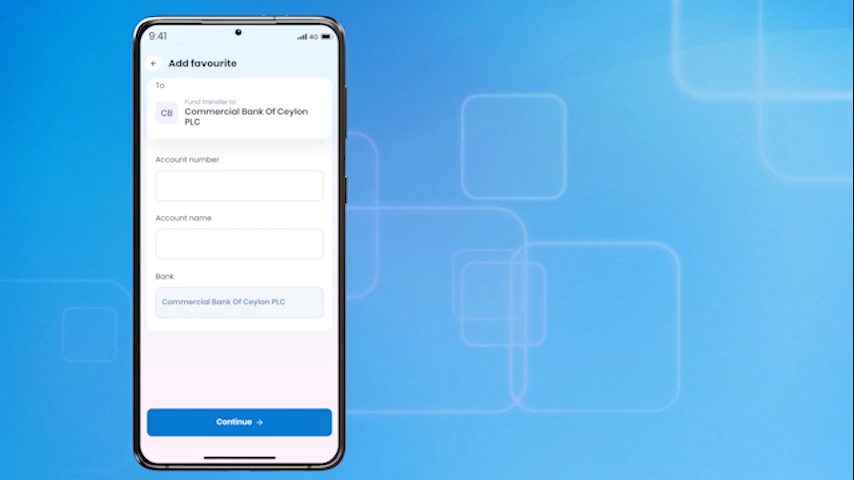 9:41
4G
Add favourite
To
CB
Fund transfer to
Commercial Bank Of Ceylon
PLC
Account number
Account name
Bank
Commercial Bank Of Ceylon PLC
Continue →